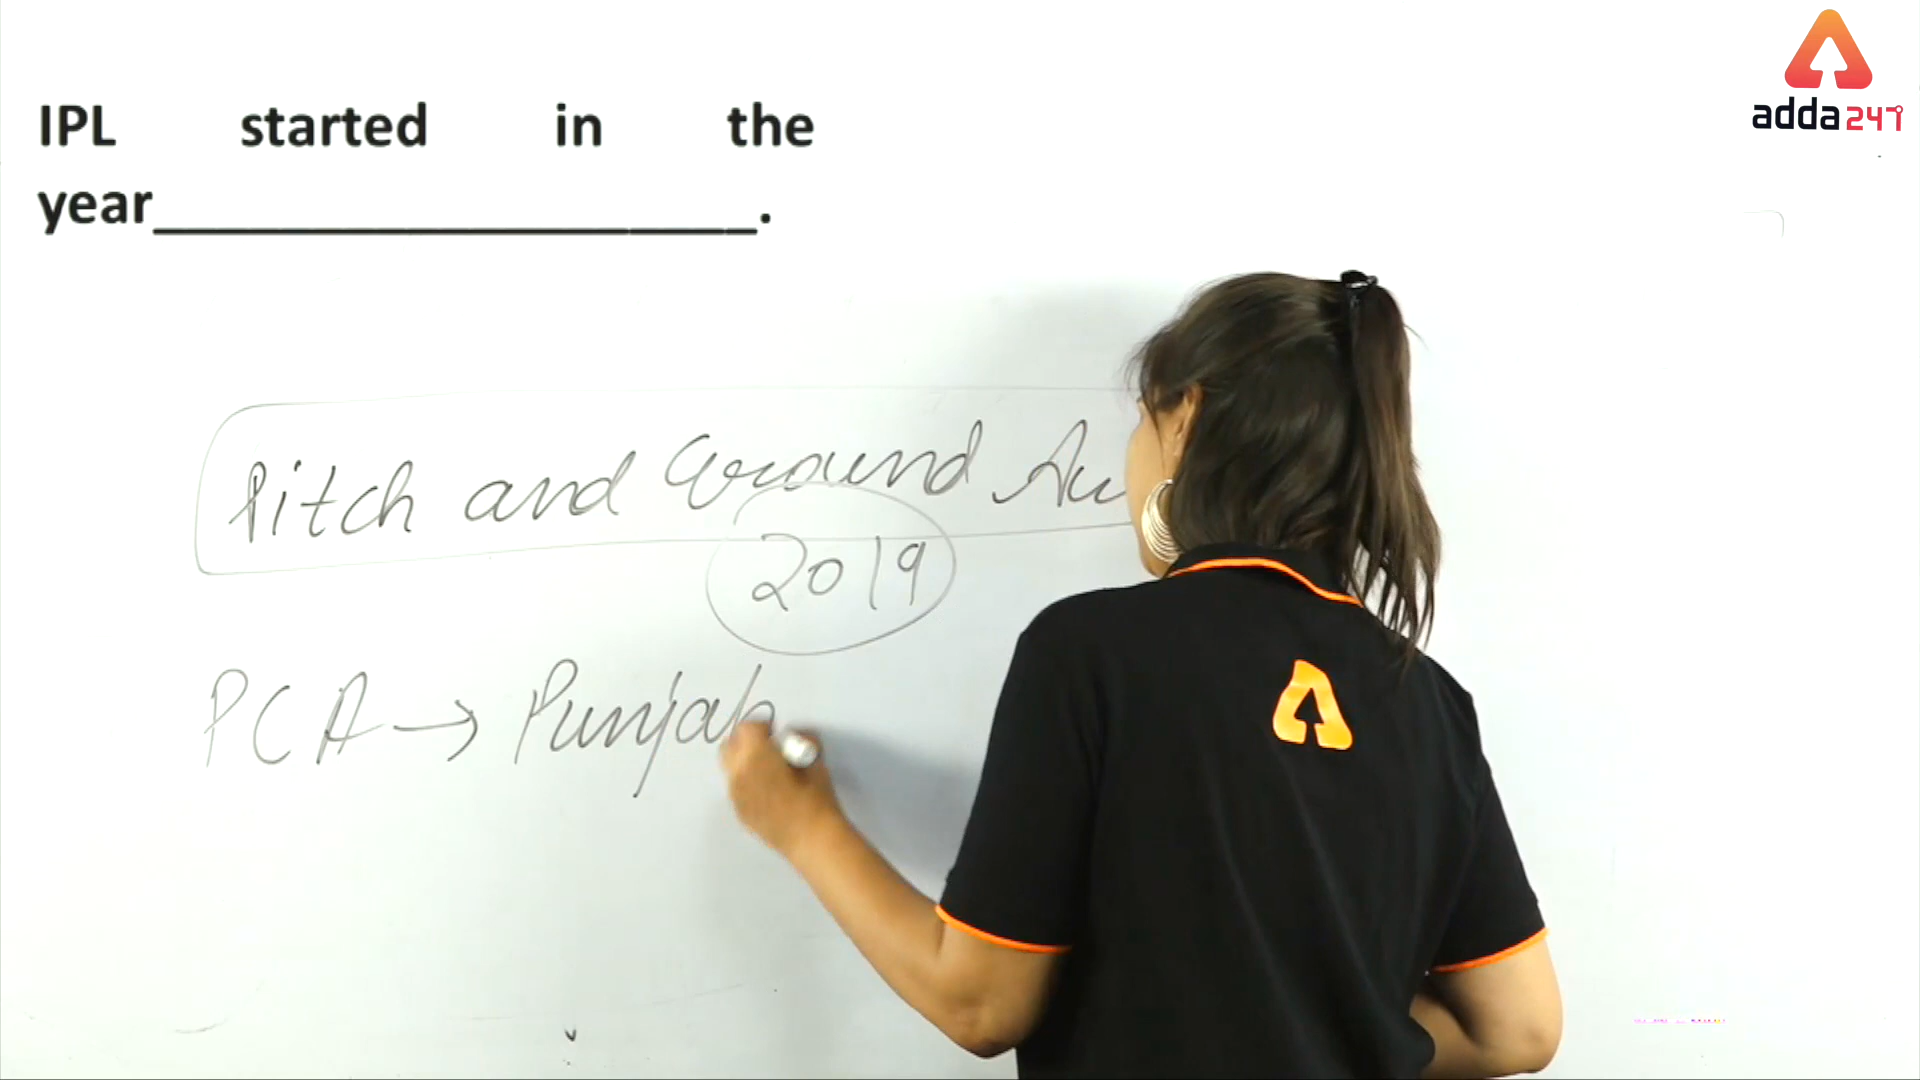 IPL started in the
year___________________.
adda247
Pitch and Ground
2019
PCA → Punjab